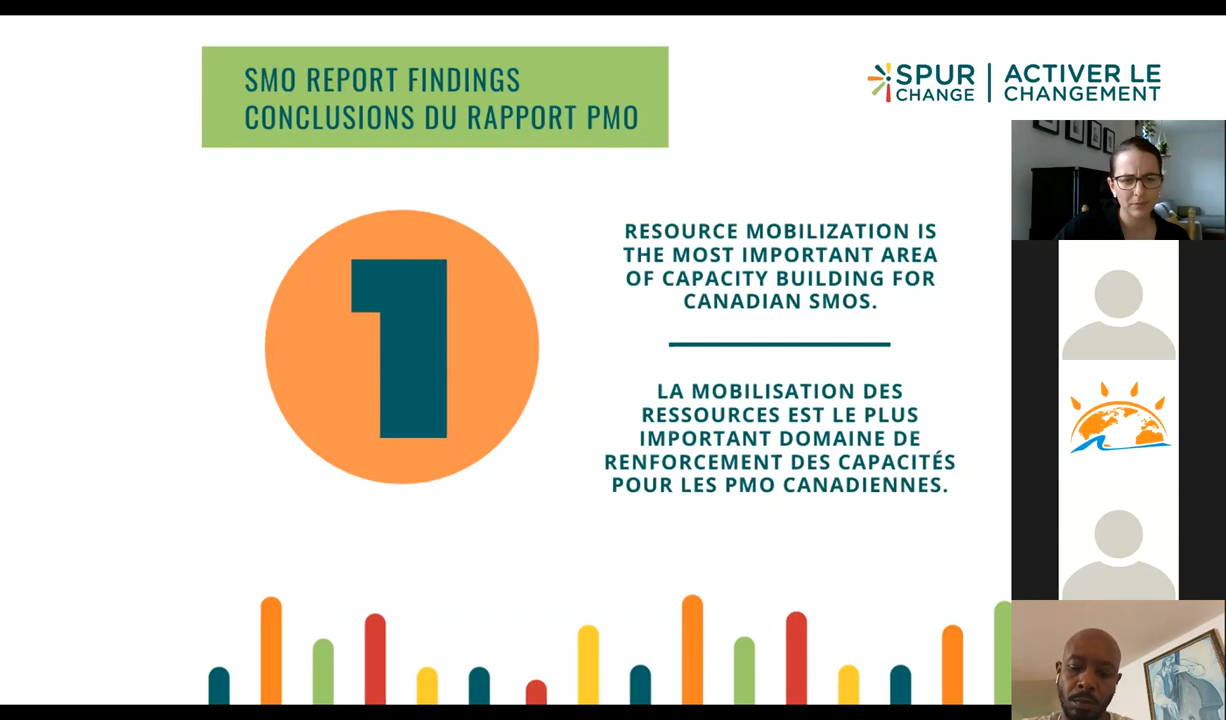 SMO REPORT FINDINGS
CONCLUSIONS DU RAPPORT PMO
SPUR CHANGE | ACTIVER LE CHANGEMENT
1
RESOURCE MOBILIZATION IS
THE MOST IMPORTANT AREA
OF CAPACITY BUILDING FOR
CANADIAN SMOS.
LA MOBILISATION DES
RESSOURCES EST LE PLUS
IMPORTANT DOMAINE DE
RENFORCEMENT DES CAPACITÉS
POUR LES PMO CANADIENNES.